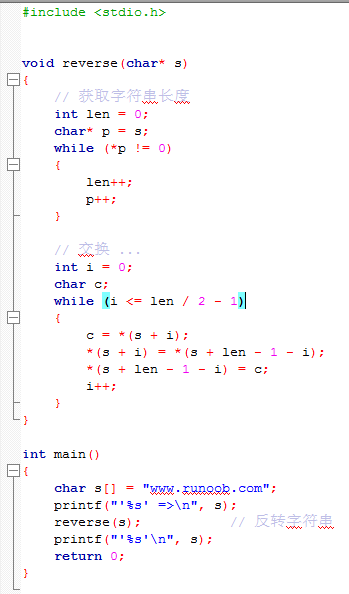 #include <stdio.h>
void reverse(char* s)
{
    // 获取字符串长度
    int len = 0;
    char* p = s;
    while (*p != 0)
    {
        len++;
        p++;
    }
    // 交换 ...
    int i = 0;
    char c;
    while (i <= len / 2 - 1)
    {
        c = *(s + i);
        *(s + i) = *(s + len - 1 - i);
        *(s + len - 1 - i) = c;
        i++;
    }
}
int main()
{
    char s[] = "www.runoob.com";
    printf("'%s' =>\n", s);
    reverse(s);           // 反转字符串
    printf("'%s'\n", s);
    return 0;
}